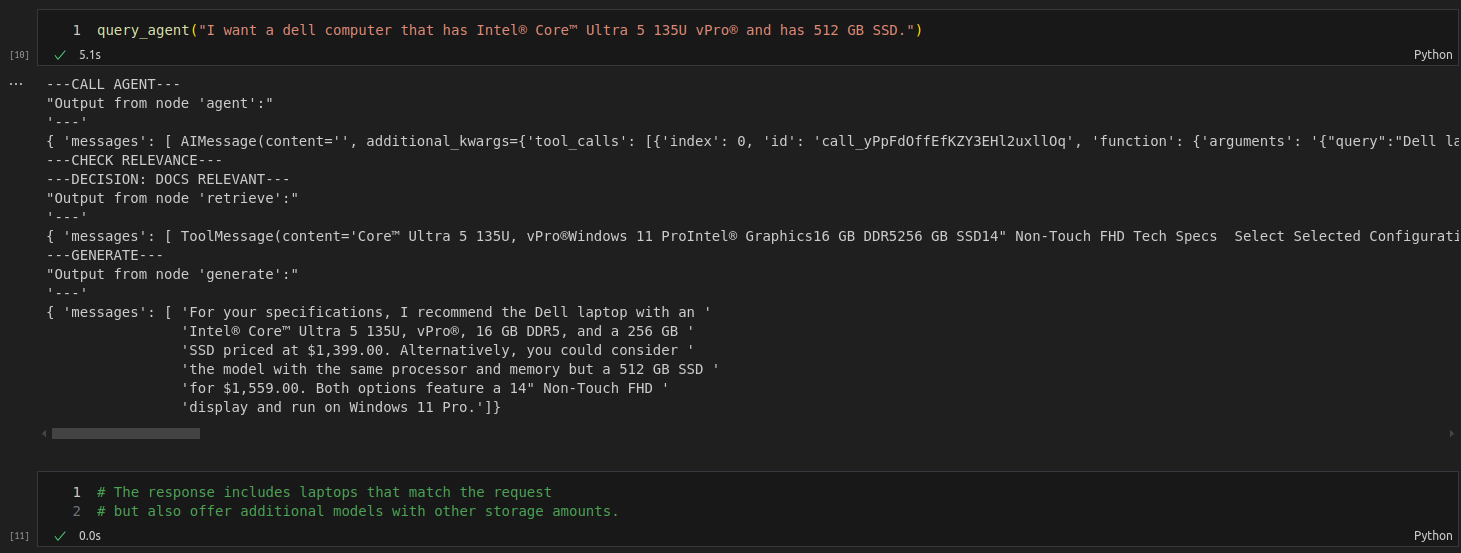 1 query_agent("I want a dell computer that has Intel® Core™ Ultra 5 135U vPro® and has 512 GB SSD.")
[10] ✓ 5.1s Python
... ---CALL AGENT---
"Output from node 'agent':"
'---'
{ 'messages': [ AIMessage(content='', additional_kwargs={'tool_calls': [{'index': 0, 'id': 'call_yPpFdOffEfKZY3EHl2uxllOq', 'function': {'arguments': '{"query":"Dell la
---CHECK RELEVANCE---
---DECISION: DOCS RELEVANT---
"Output from node 'retrieve':"
'---'
{ 'messages': [ ToolMessage(content='Core™ Ultra 5 135U, vPro®Windows 11 ProIntel® Graphics16 GB DDR5256 GB SSD14" Non-Touch FHD Tech Specs  Select Selected Configurati
---GENERATE---
"Output from node 'generate':"
'---'
{ 'messages': [ 'For your specifications, I recommend the Dell laptop with an '
'Intel® Core™ Ultra 5 135U, vPro®, 16 GB DDR5, and a 256 GB '
'SSD priced at $1,399.00. Alternatively, you could consider '
'the model with the same processor and memory but a 512 GB SSD '
'for $1,559.00. Both options feature a 14" Non-Touch FHD '
'display and run on Windows 11 Pro.']}
1 # The response includes laptops that match the request
2 # but also offer additional models with other storage amounts.
[11] ✓ 0.0s Python